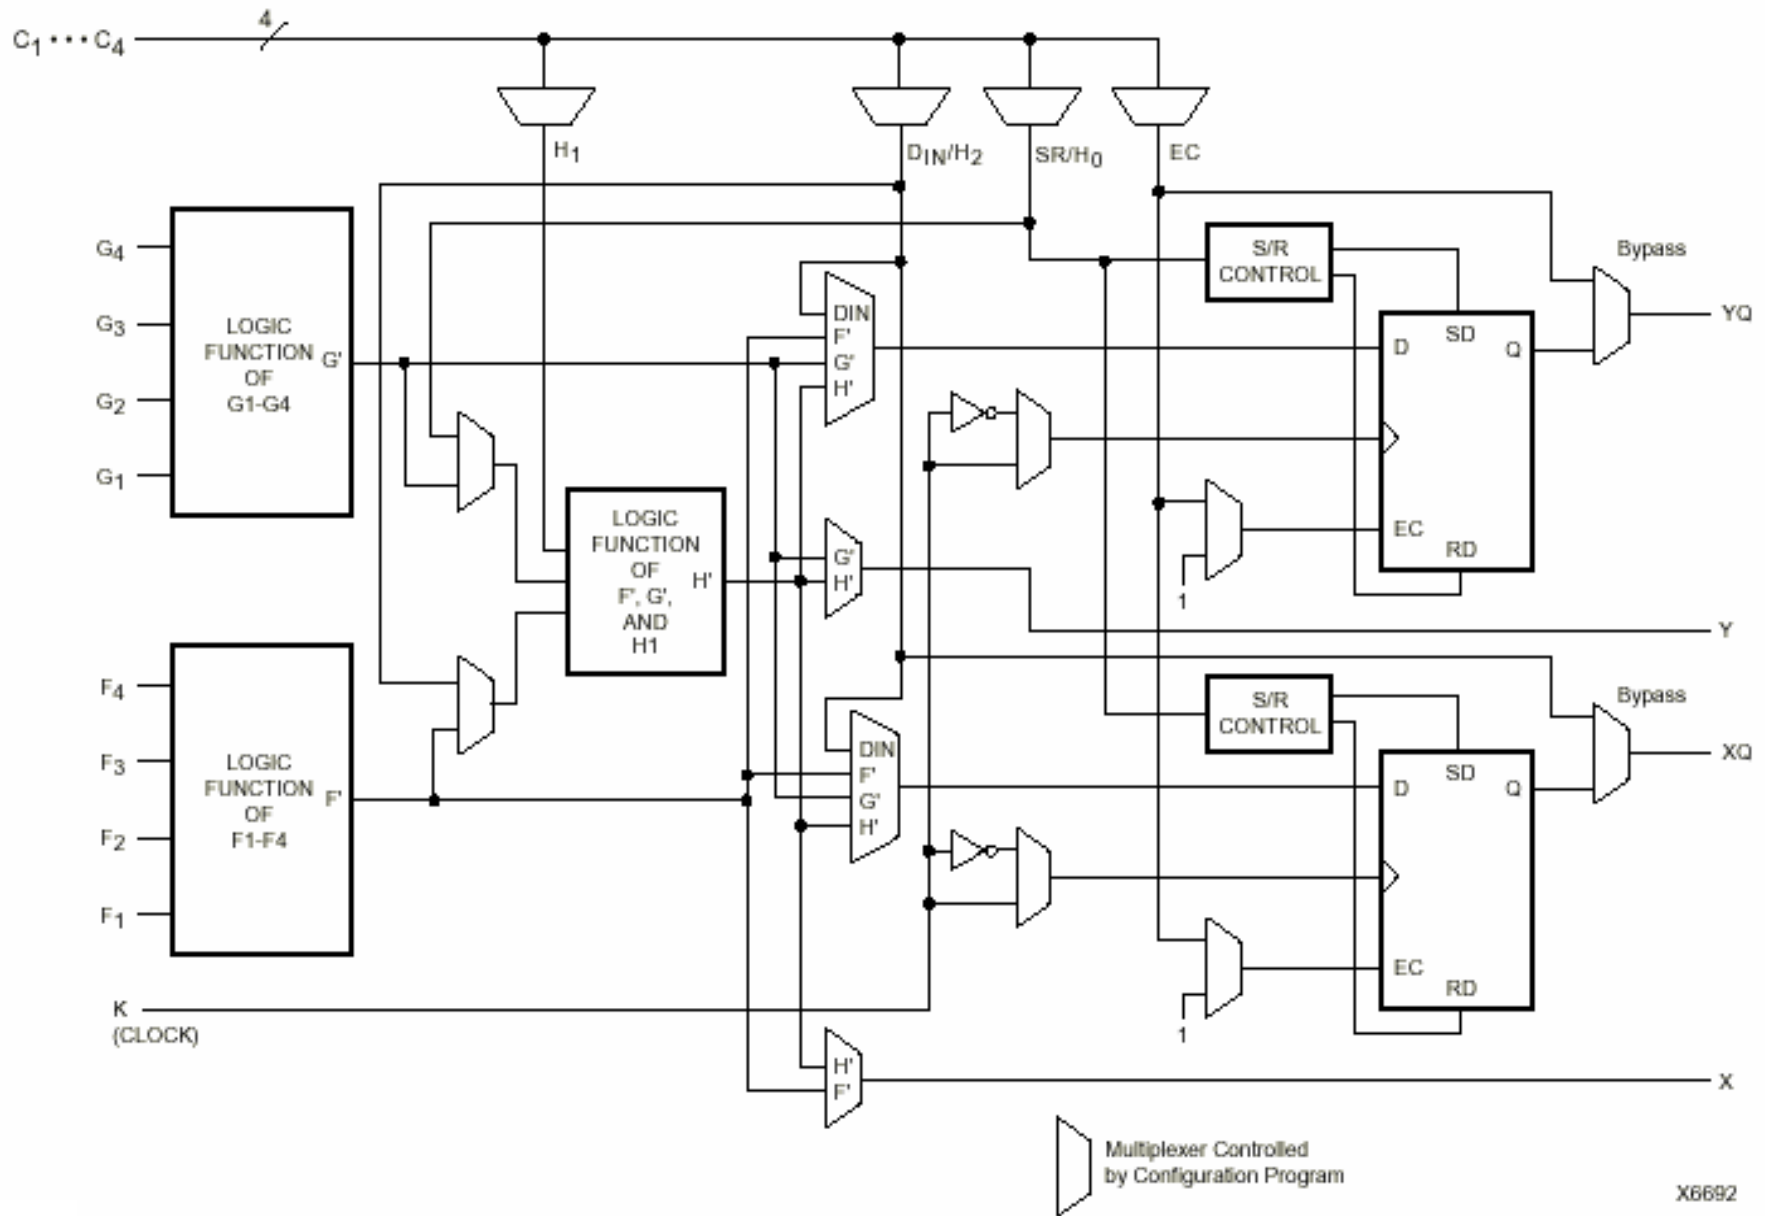 4
C1 • • • C4
H1
DIN/H2
SR/H0
EC
G4
G3
G2
G1
LOGIC
FUNCTION
OF
G1-G4
G'
DIN
F'
G'
H'
S/R
CONTROL
Bypass
YQ
D
SD
Q
EC
RD
1
LOGIC
FUNCTION
OF
F', G',
AND
H1
H'
G'
H'
Y
F4
F3
F2
F1
LOGIC
FUNCTION
OF
F1-F4
F'
DIN
F'
G'
H'
S/R
CONTROL
Bypass
XQ
D
SD
Q
EC
RD
1
K
(CLOCK)
H'
F'
X
Multiplexer Controlled
by Configuration Program
X6692